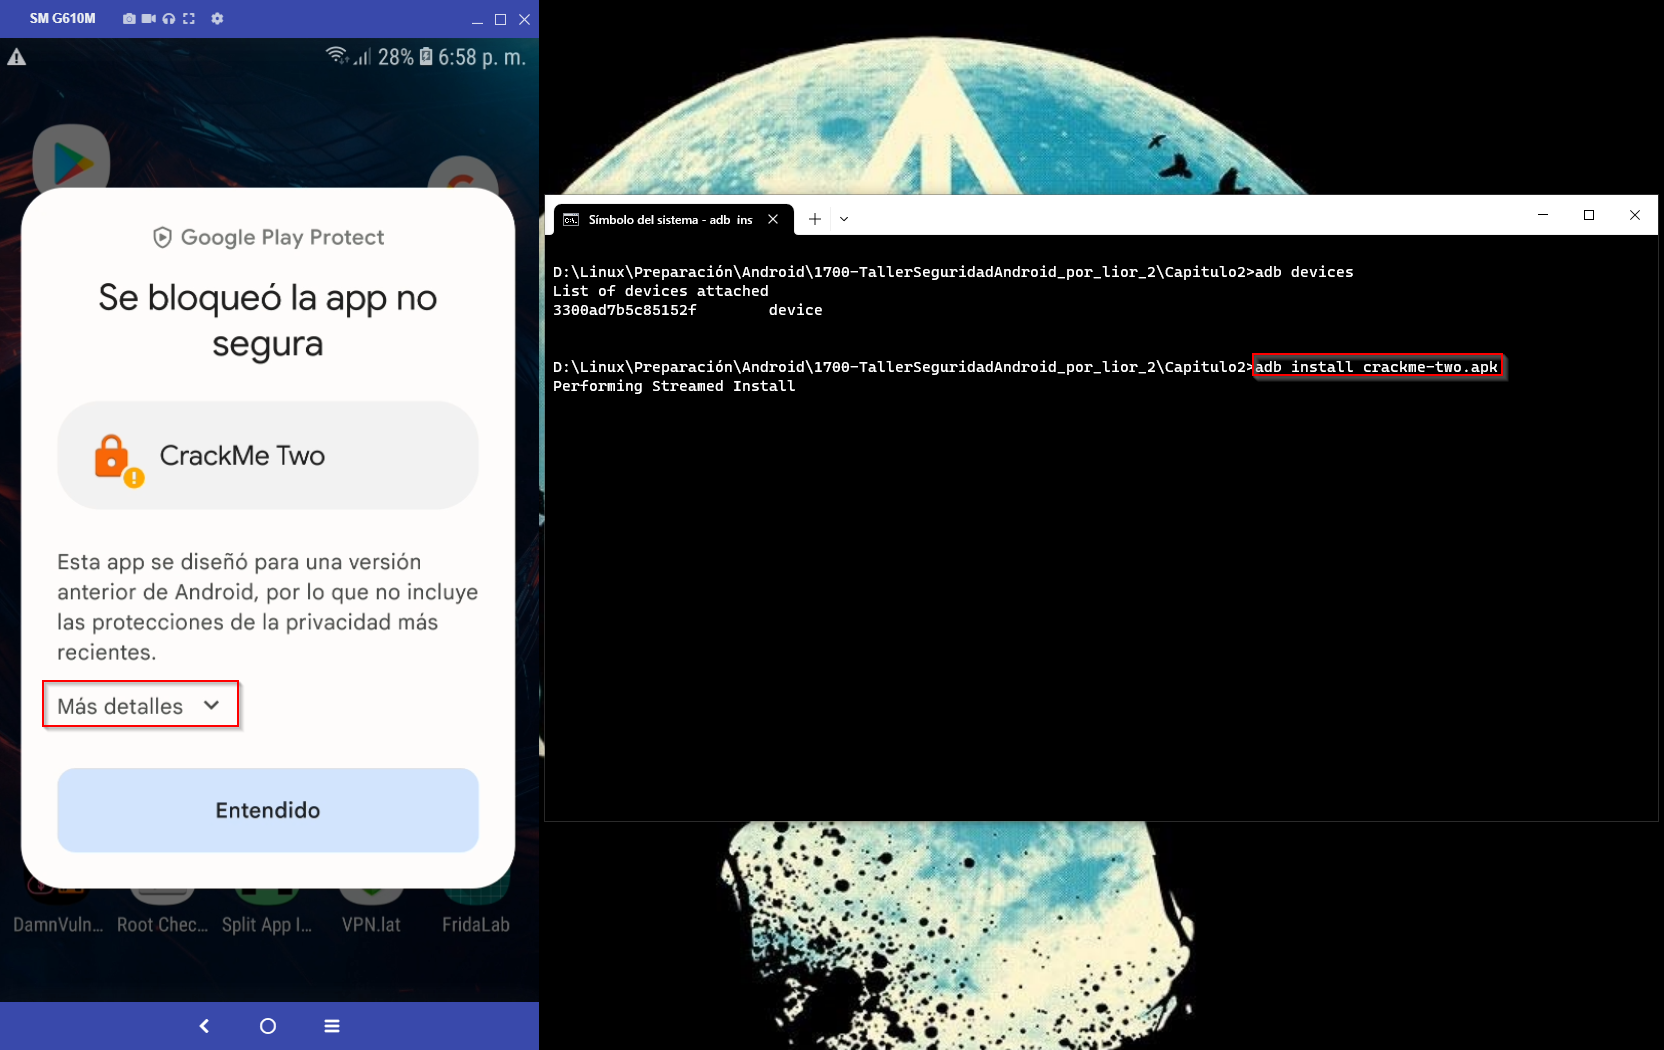 SM G610M
28% 6:58 p. m.
Google Play Protect
Se bloqueó la app no
segura
CrackMe Two
Esta app se diseñó para una versión
anterior de Android, por lo que no incluye
las protecciones de la privacidad más
recientes.
Más detalles
Entendido
DamnVuln... Root Chec... Split App I... VPN.lat FridaLab
Símbolo del sistema - adb ins
D:\Linux\Preparación\Android\1700-TallerSeguridadAndroid_por_lior_2\Capitulo2>adb devices
List of devices attached
3300ad7b5c85152f device
D:\Linux\Preparación\Android\1700-TallerSeguridadAndroid_por_lior_2\Capitulo2>adb install crackme-two.apk
Performing Streamed Install